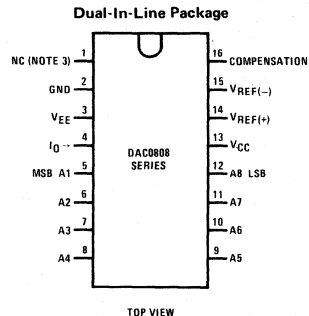 Dual-In-Line Package
NC (NOTE 3) 1
16 COMPENSATION
GND 2
15 VREF(−)
VEE 3
14 VREF(+)
IO→ 4
13 VCC
DAC0808
SERIES
MSB A1 5
12 A8 LSB
A2 6
11 A7
A3 7
10 A6
A4 8
9 A5
TOP VIEW